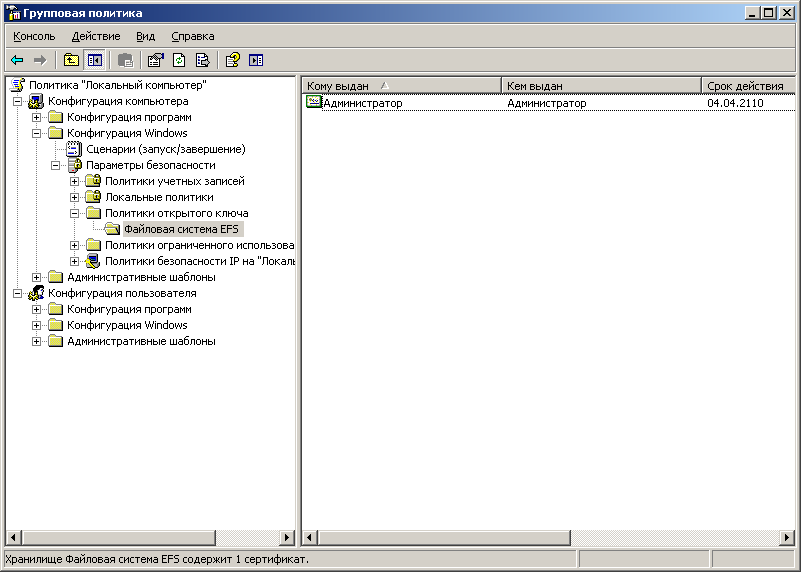 Групповая политика
Консоль Действие Вид Справка
Политика "Локальный компьютер"
Конфигурация компьютера
Конфигурация программ
Конфигурация Windows
Сценарии (запуск/завершение)
Параметры безопасности
Политики учетных записей
Локальные политики
Политики открытого ключа
Файловая система EFS
Политики ограниченного использова
Политики безопасности IP на "Локаль
Административные шаблоны
Конфигурация пользователя
Конфигурация программ
Конфигурация Windows
Административные шаблоны
Кому выдан Кем выдан Срок действия
Администратор Администратор 04.04.2110
Хранилище Файловая система EFS содержит 1 сертификат.